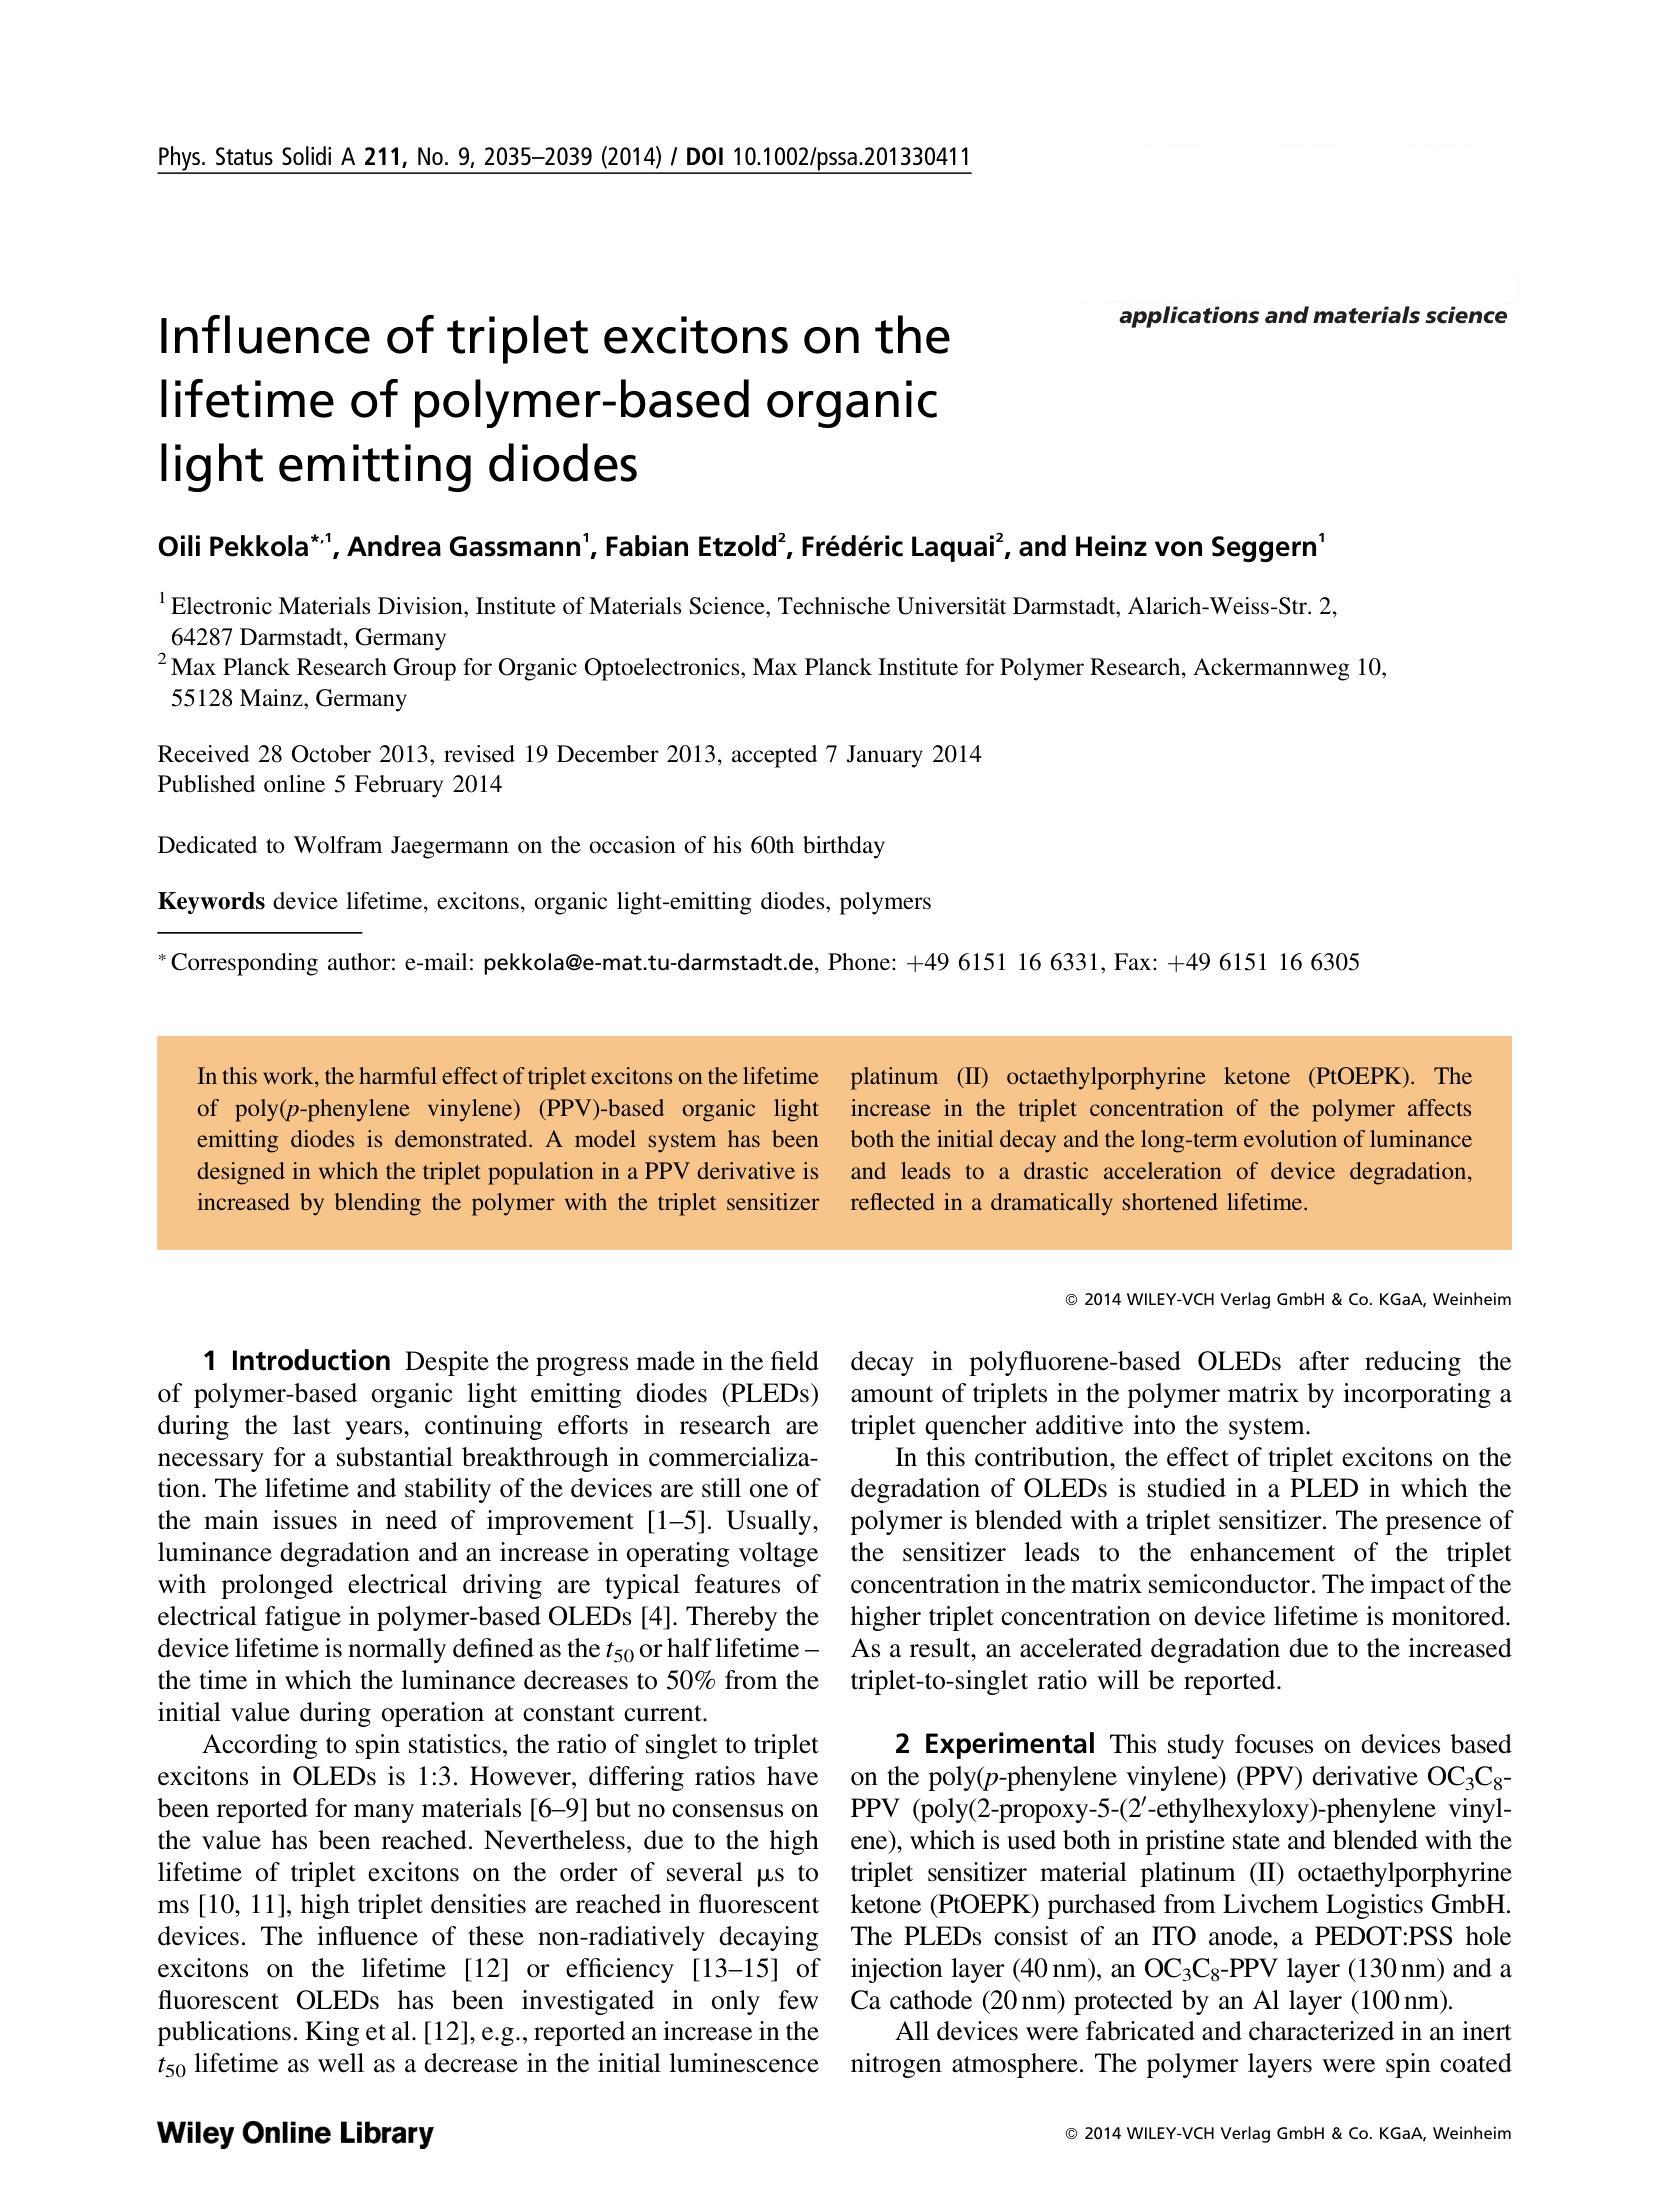 Phys. Status Solidi A 211, No. 9, 2035–2039 (2014) / DOI 10.1002/pssa.201330411
applications and materials science
Influence of triplet excitons on the
lifetime of polymer-based organic
light emitting diodes
Oili Pekkola*,1, Andrea Gassmann1, Fabian Etzold2, Frédéric Laquai2, and Heinz von Seggern1
1 Electronic Materials Division, Institute of Materials Science, Technische Universität Darmstadt, Alarich-Weiss-Str. 2,
64287 Darmstadt, Germany
2 Max Planck Research Group for Organic Optoelectronics, Max Planck Institute for Polymer Research, Ackermannweg 10,
55128 Mainz, Germany
Received 28 October 2013, revised 19 December 2013, accepted 7 January 2014
Published online 5 February 2014
Dedicated to Wolfram Jaegermann on the occasion of his 60th birthday
Keywords device lifetime, excitons, organic light-emitting diodes, polymers
* Corresponding author: e-mail: pekkola@e-mat.tu-darmstadt.de, Phone: +49 6151 16 6331, Fax: +49 6151 16 6305
In this work, the harmful effect of triplet excitons on the lifetime
of poly(p-phenylene vinylene) (PPV)-based organic light
emitting diodes is demonstrated. A model system has been
designed in which the triplet population in a PPV derivative is
increased by blending the polymer with the triplet sensitizer
platinum (II) octaethylporphyrine ketone (PtOEPK). The
increase in the triplet concentration of the polymer affects
both the initial decay and the long-term evolution of luminance
and leads to a drastic acceleration of device degradation,
reflected in a dramatically shortened lifetime.
© 2014 WILEY-VCH Verlag GmbH & Co. KGaA, Weinheim
1 Introduction Despite the progress made in the field
of polymer-based organic light emitting diodes (PLEDs)
during the last years, continuing efforts in research are
necessary for a substantial breakthrough in commercializa-
tion. The lifetime and stability of the devices are still one of
the main issues in need of improvement [1–5]. Usually,
luminance degradation and an increase in operating voltage
with prolonged electrical driving are typical features of
electrical fatigue in polymer-based OLEDs [4]. Thereby the
device lifetime is normally defined as the t50 or half lifetime –
the time in which the luminance decreases to 50% from the
initial value during operation at constant current.
According to spin statistics, the ratio of singlet to triplet
excitons in OLEDs is 1:3. However, differing ratios have
been reported for many materials [6–9] but no consensus on
the value has been reached. Nevertheless, due to the high
lifetime of triplet excitons on the order of several μs to
ms [10, 11], high triplet densities are reached in fluorescent
devices. The influence of these non-radiatively decaying
excitons on the lifetime [12] or efficiency [13–15] of
fluorescent OLEDs has been investigated in only few
publications. King et al. [12], e.g., reported an increase in the
t50 lifetime as well as a decrease in the initial luminescence
decay in polyfluorene-based OLEDs after reducing the
amount of triplets in the polymer matrix by incorporating a
triplet quencher additive into the system.
In this contribution, the effect of triplet excitons on the
degradation of OLEDs is studied in a PLED in which the
polymer is blended with a triplet sensitizer. The presence of
the sensitizer leads to the enhancement of the triplet
concentration in the matrix semiconductor. The impact of the
higher triplet concentration on device lifetime is monitored.
As a result, an accelerated degradation due to the increased
triplet-to-singlet ratio will be reported.
2 Experimental This study focuses on devices based
on the poly(p-phenylene vinylene) (PPV) derivative OC3C8-
PPV (poly(2-propoxy-5-(2′-ethylhexyloxy)-phenylene vinyl-
ene), which is used both in pristine state and blended with the
triplet sensitizer material platinum (II) octaethylporphyrine
ketone (PtOEPK) purchased from Livchem Logistics GmbH.
The PLEDs consist of an ITO anode, a PEDOT:PSS hole
injection layer (40 nm), an OC3C8-PPV layer (130 nm) and a
Ca cathode (20 nm) protected by an Al layer (100 nm).
All devices were fabricated and characterized in an inert
nitrogen atmosphere. The polymer layers were spin coated
Wiley Online Library
© 2014 WILEY-VCH Verlag GmbH & Co. KGaA, Weinheim